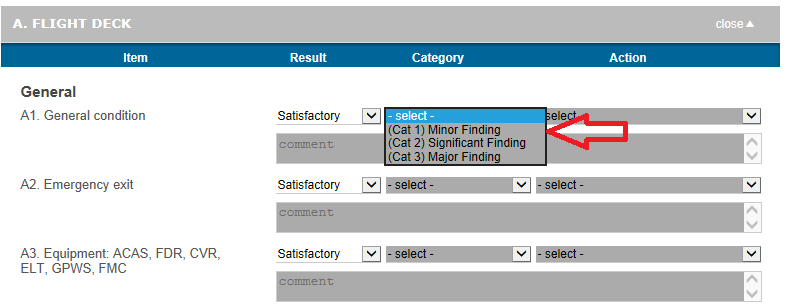 A. FLIGHT DECK close
Item Result Category Action
General
A1. General condition Satisfactory - select - select
(Cat 1) Minor Finding
comment (Cat 2) Significant Finding
(Cat 3) Major Finding
A2. Emergency exit Satisfactory - select - - select -
comment
A3. Equipment: ACAS, FDR, CVR, Satisfactory - select - - select -
ELT, GPWS, FMC
comment